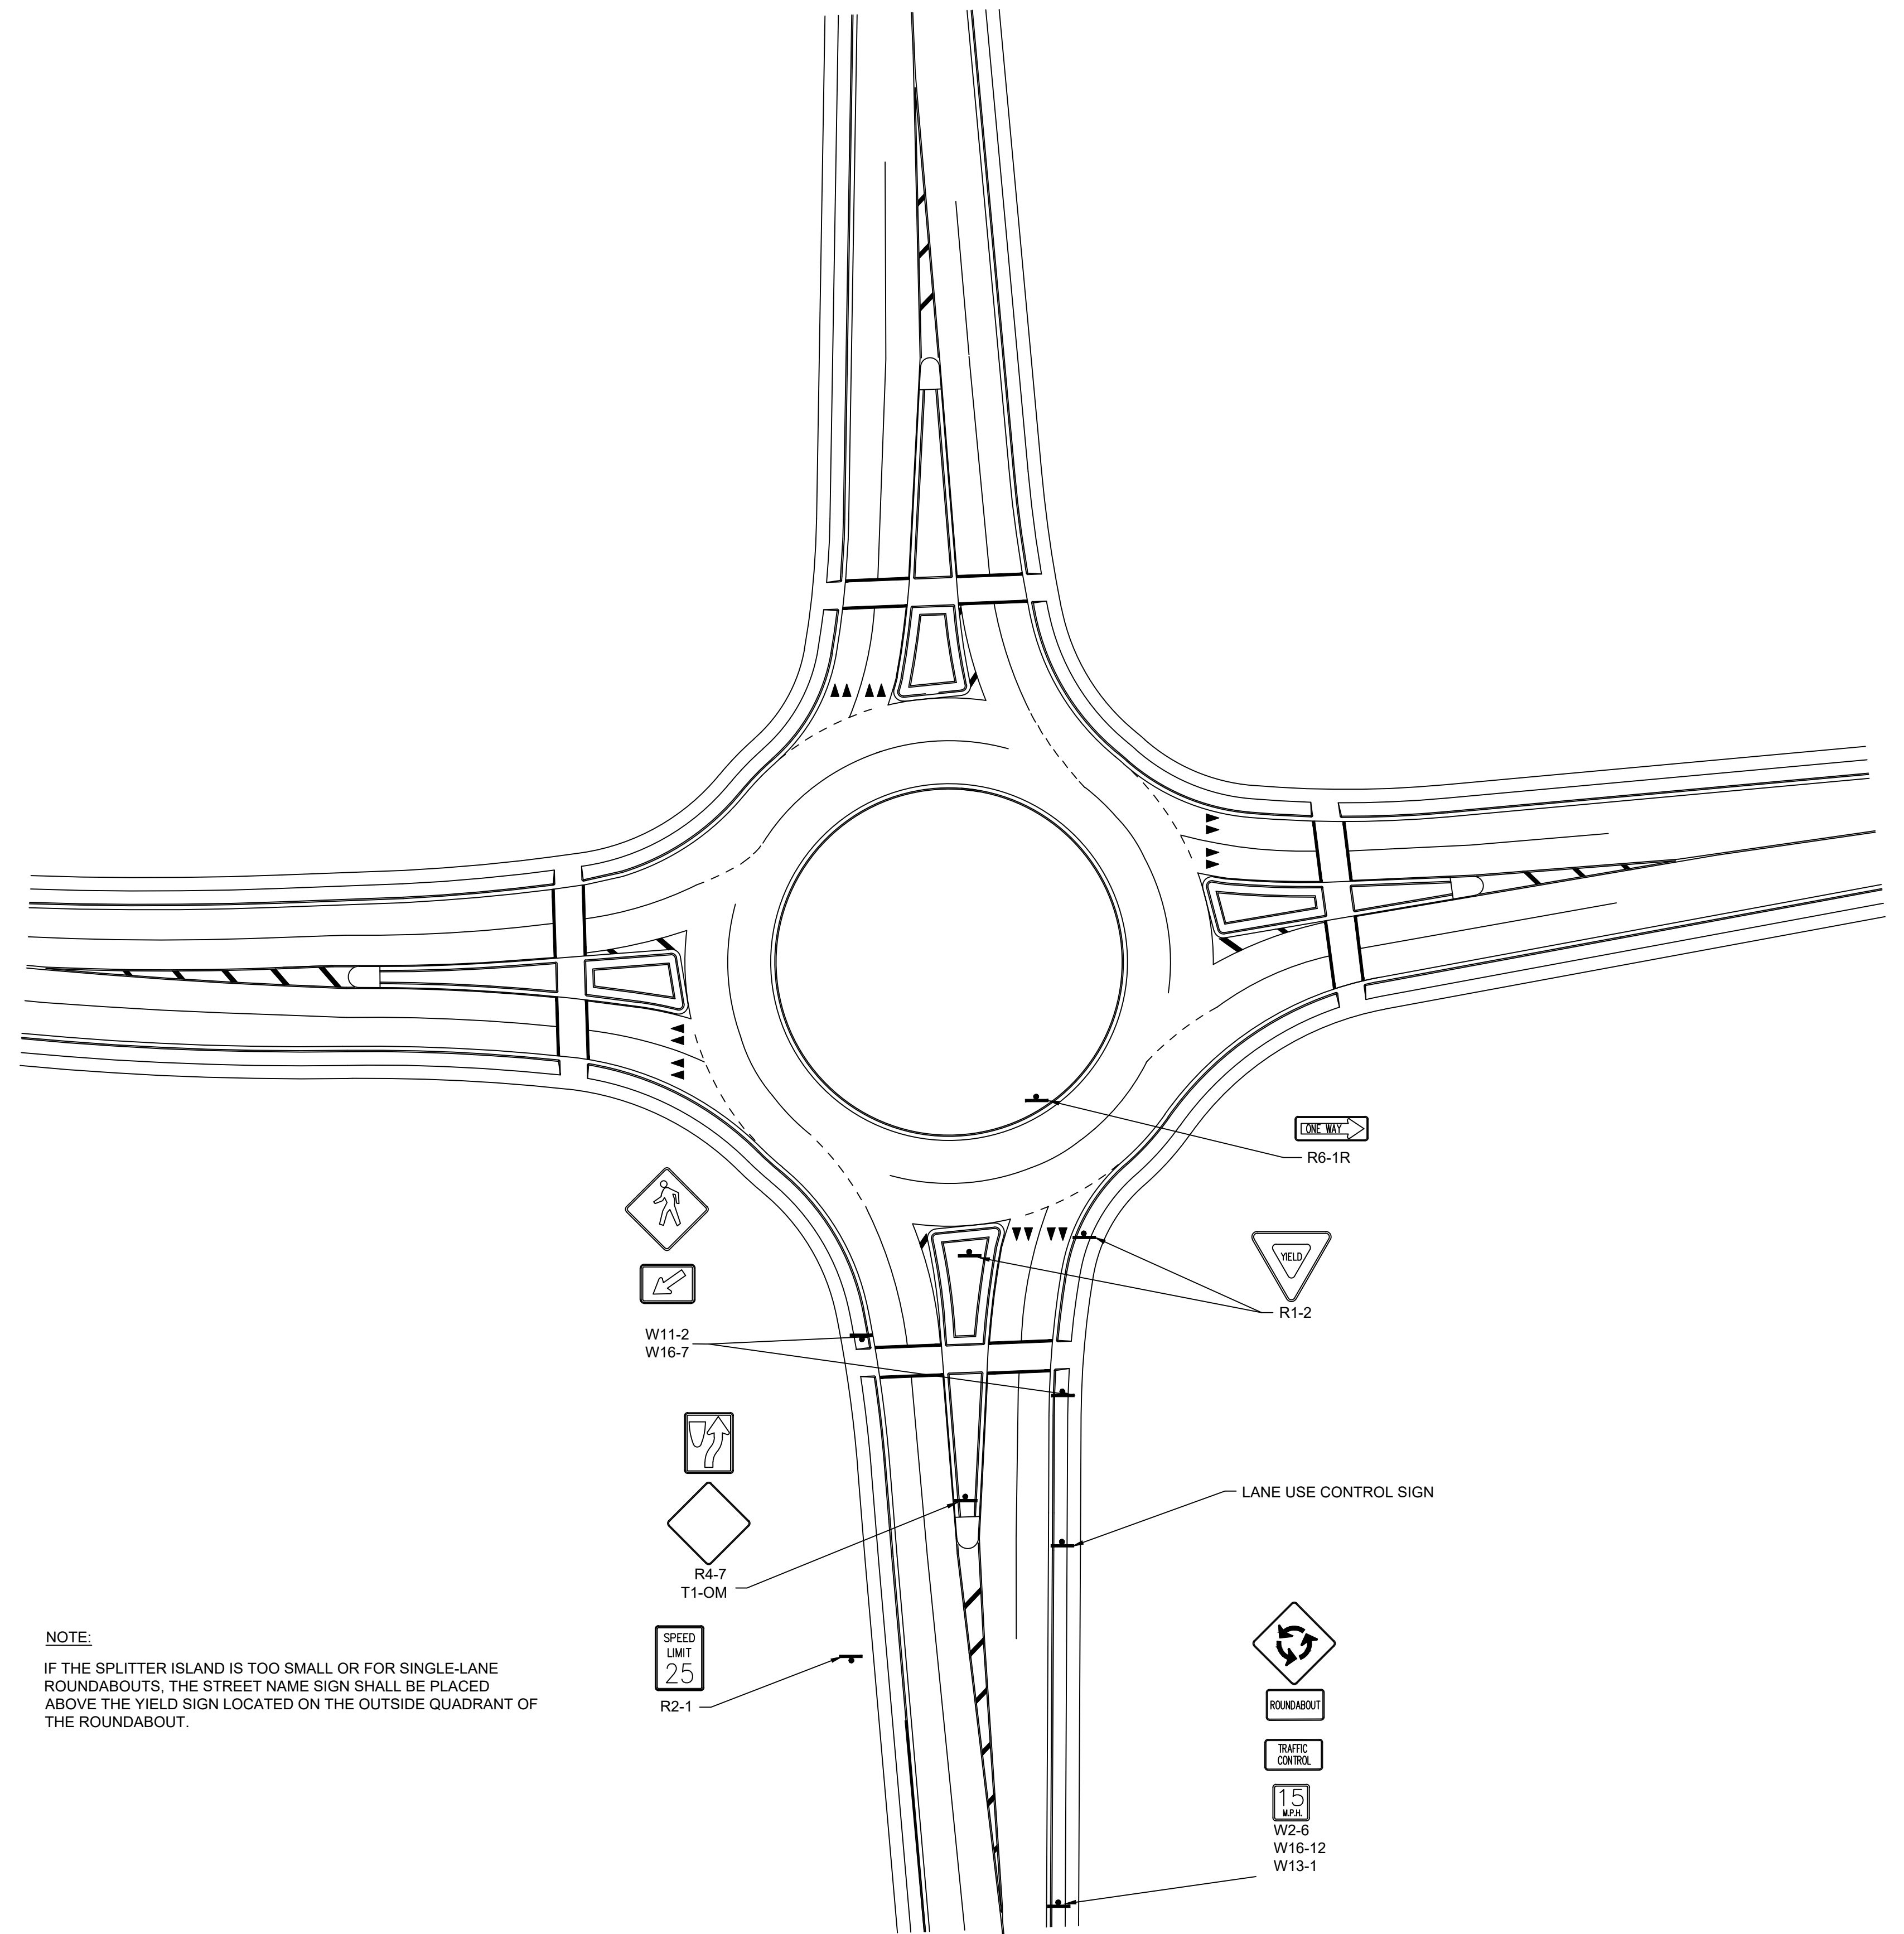 ONE WAY
R6-1R
YIELD
R1-2
W11-2
W16-7
LANE USE CONTROL SIGN
R4-7
T1-OM
SPEED
LIMIT
25
R2-1
NOTE:
IF THE SPLITTER ISLAND IS TOO SMALL OR FOR SINGLE-LANE
ROUNDABOUTS, THE STREET NAME SIGN SHALL BE PLACED
ABOVE THE YIELD SIGN LOCATED ON THE OUTSIDE QUADRANT OF
THE ROUNDABOUT.
ROUNDABOUT
TRAFFIC
CONTROL
15
M.P.H.
W2-6
W16-12
W13-1